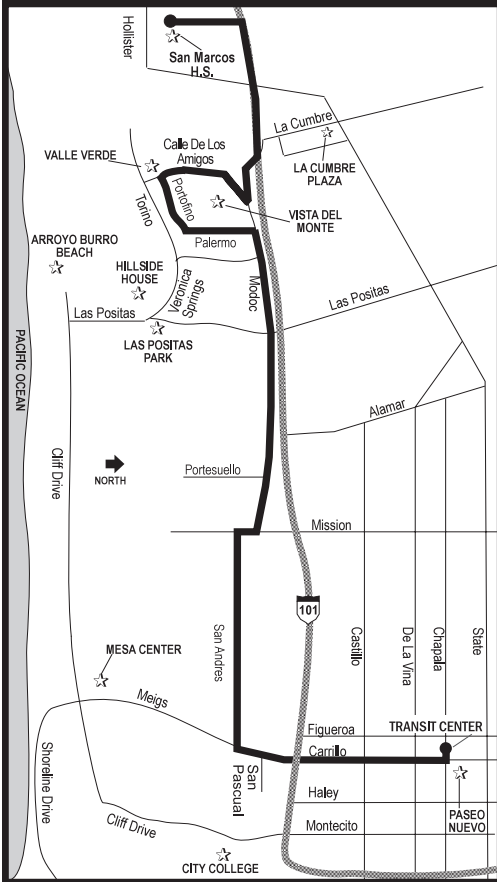 Hollister
San Marcos
H.S.
La Cumbre
Calle De Los
Amigos
VALLE VERDE
LA CUMBRE
PLAZA
Portofino
Torino
VISTA DEL
MONTE
ARROYO BURRO
BEACH
Palermo
HILLSIDE
HOUSE
Veronica
Springs
Modoc
Las Positas
Las Positas
LAS POSITAS
PARK
PACIFIC OCEAN
Alamar
Cliff Drive
NORTH
Portesuello
Mission
101
San Andres
Castillo
De La Vina
Chapala
State
MESA CENTER
Meigs
Figueroa
TRANSIT CENTER
Carrillo
San
Pascual
Shoreline Drive
Haley
PASEO
NUEVO
Cliff Drive
Montecito
CITY COLLEGE